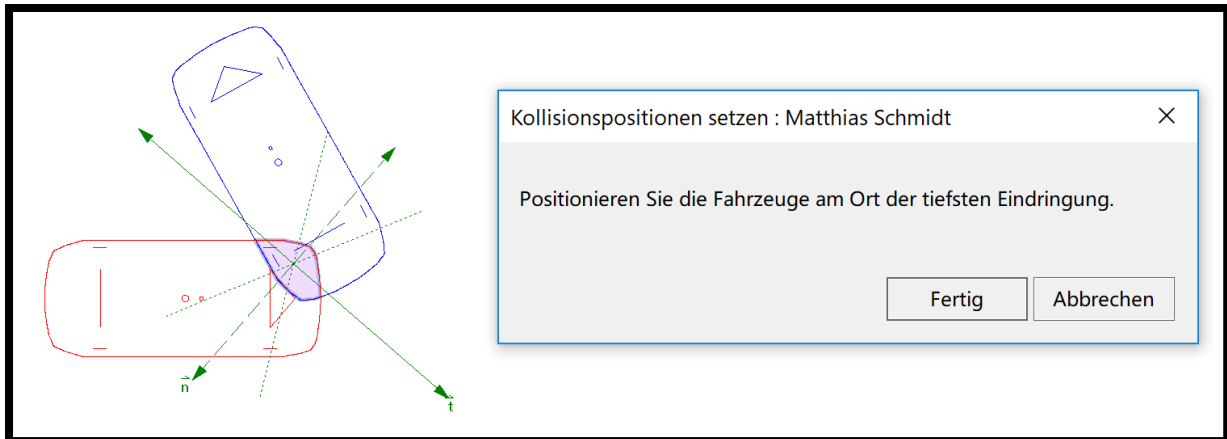 Kollisionspositionen setzen : Matthias Schmidt
Positionieren Sie die Fahrzeuge am Ort der tiefsten Eindringung.
Fertig Abbrechen
n
t